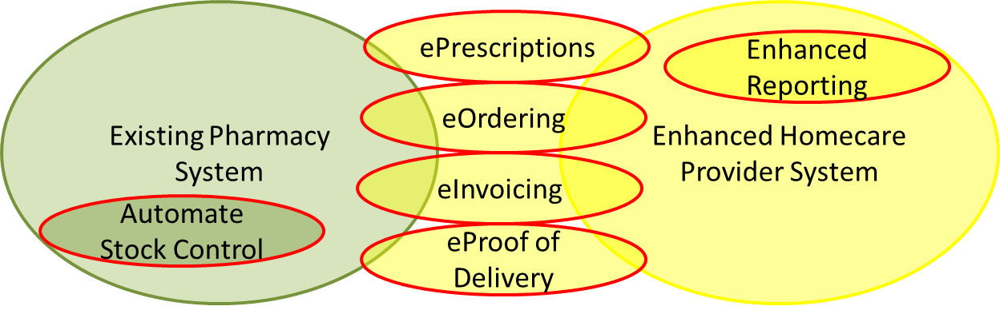 Existing Pharmacy
System
Automate
Stock Control
ePrescriptions
eOrdering
eInvoicing
eProof of
Delivery
Enhanced
Reporting
Enhanced Homecare
Provider System